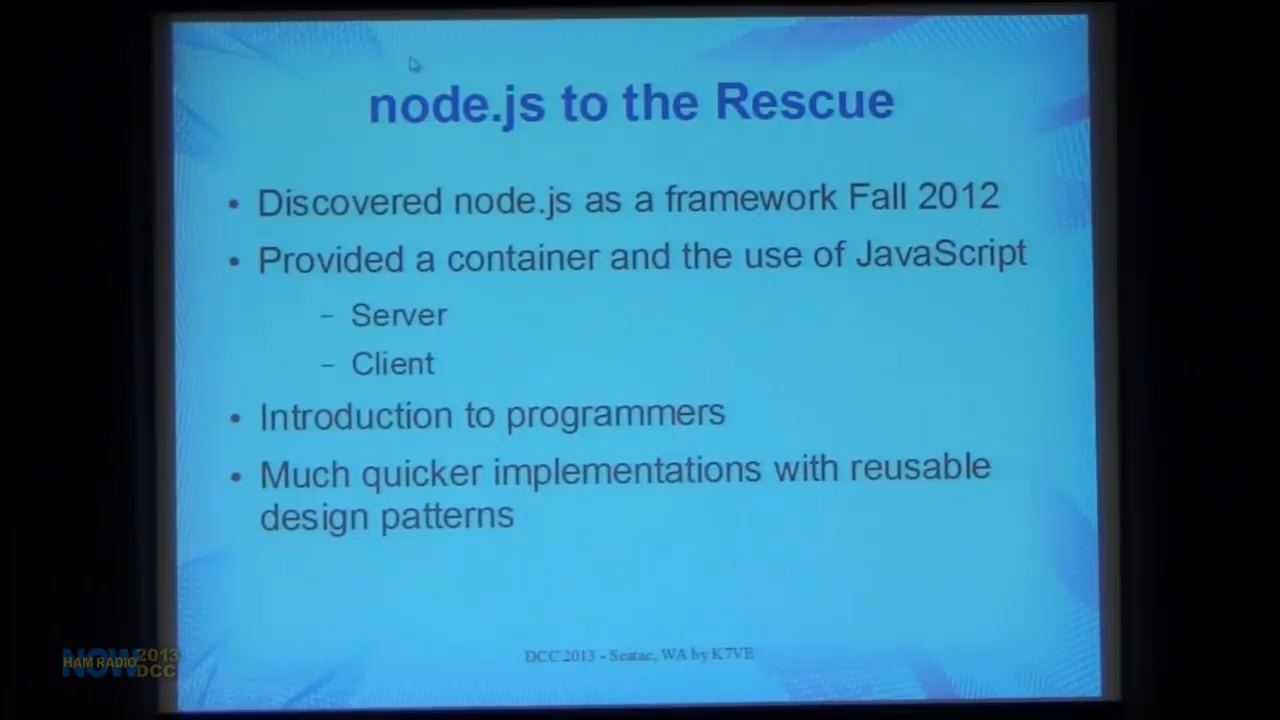 node.js to the Rescue
• Discovered node.js as a framework Fall 2012
• Provided a container and the use of JavaScript
– Server
– Client
• Introduction to programmers
• Much quicker implementations with reusable
design patterns
DCC 2013 - Seatac, WA by K7VE
HAM RADIO NOW 2013 DCC